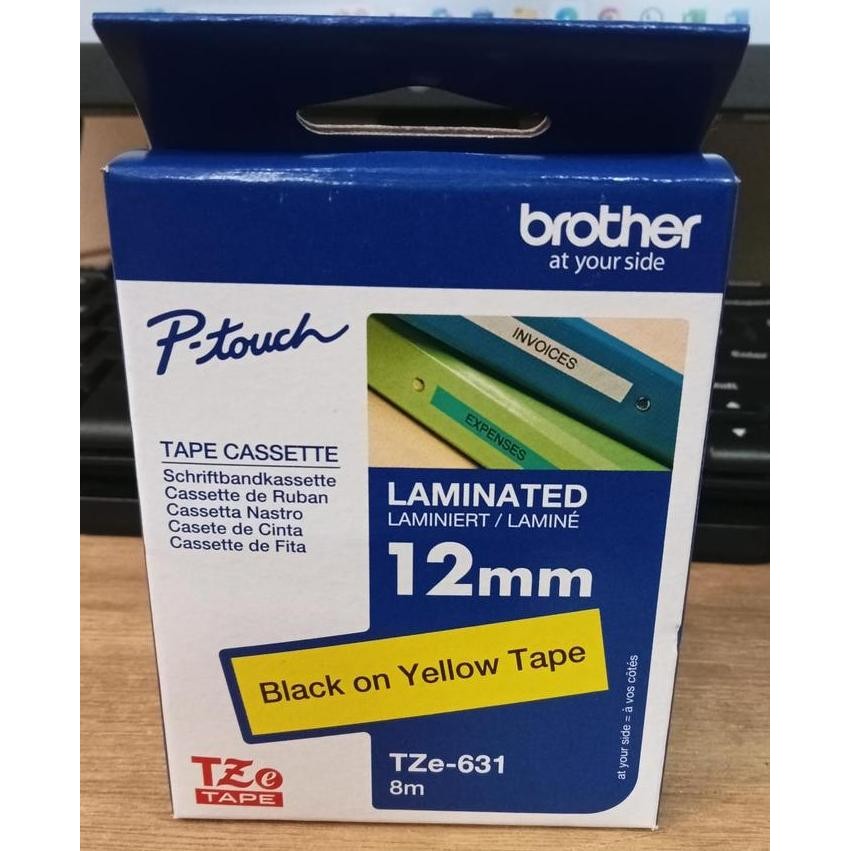 brother
at your side
P-touch
INVOICES
EXPENSES
TAPE CASSETTE
Schriftbandkassette
Cassette de Ruban
Cassetta Nastro
Casete de Cinta
Cassette de Fita
LAMINATED
LAMINIERT / LAMINÉ
12mm
Black on Yellow Tape
at your side = à vos côtés
TZe-631
8m
TZe
TAPE